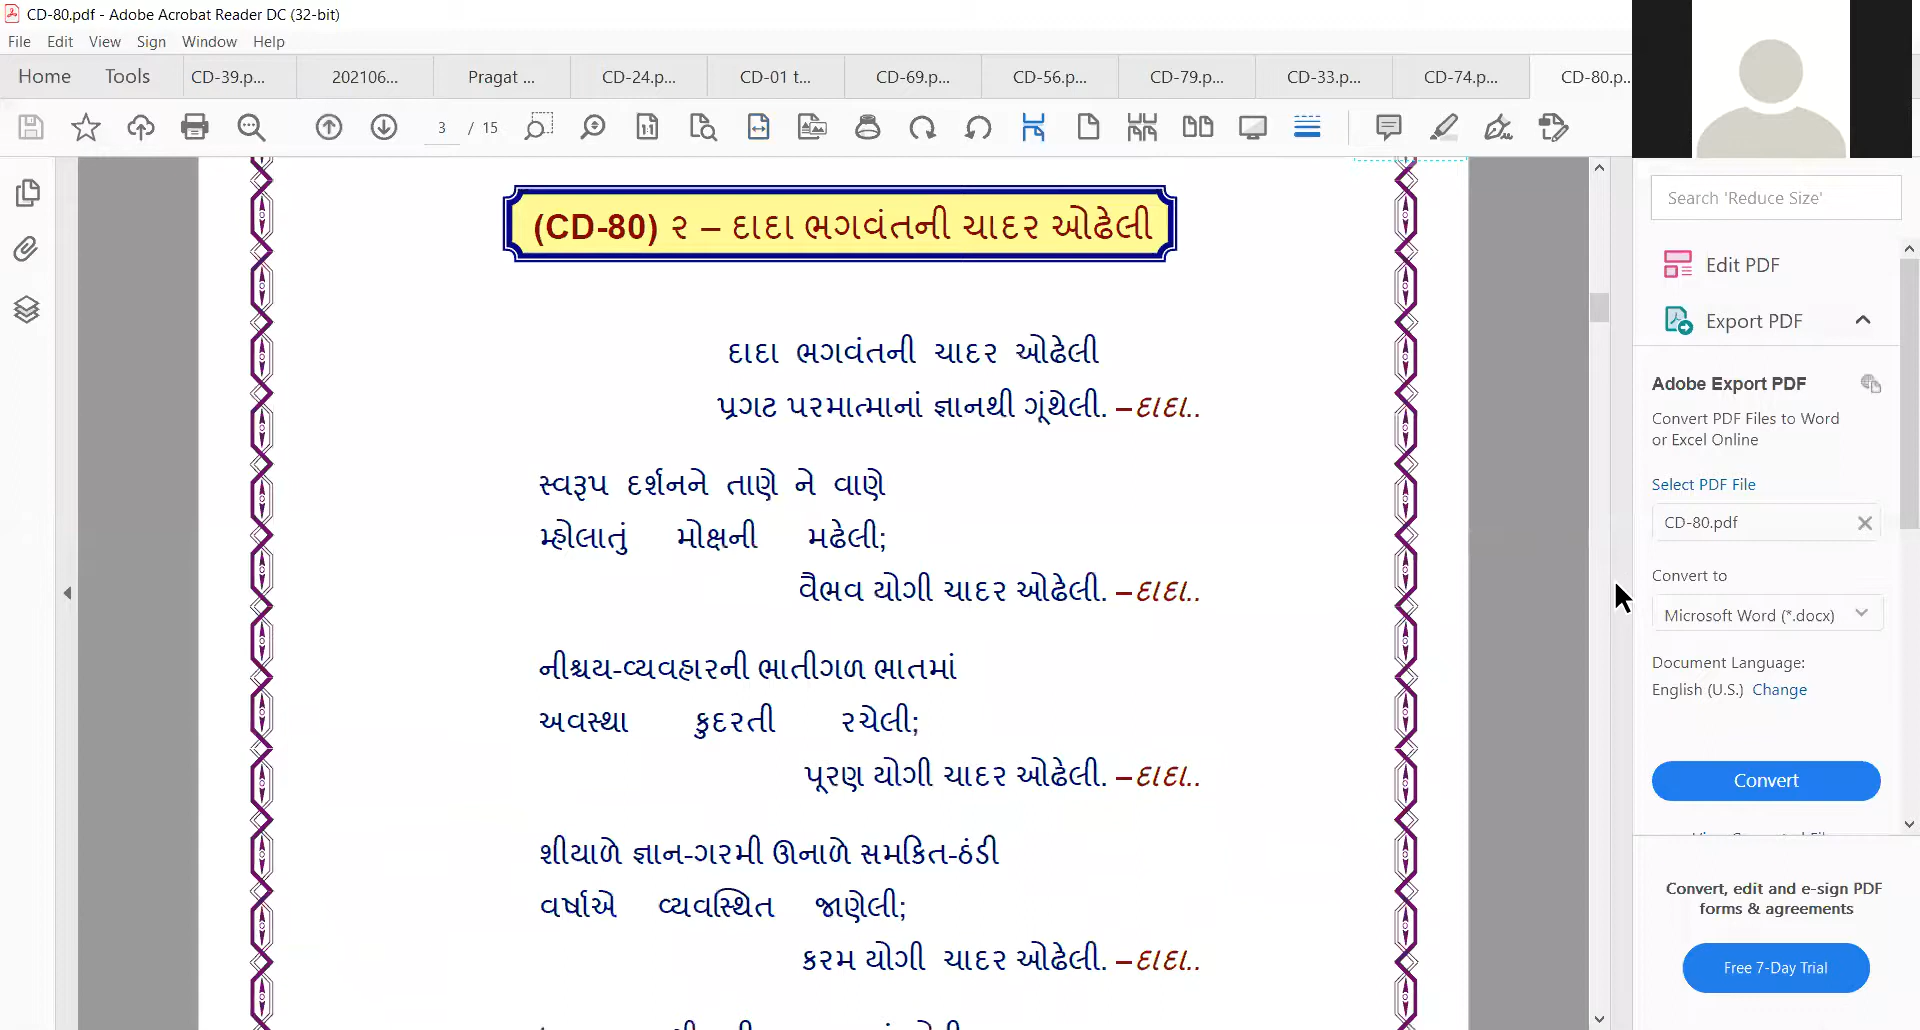 CD-80.pdf - Adobe Acrobat Reader DC (32-bit)
File Edit View Sign Window Help
Home Tools CD-39.p... 202106... Pragat ... CD-24.p... CD-01 t... CD-69.p... CD-56.p... CD-79.p... CD-33.p... CD-74.p... CD-80.p..
3 / 15
(CD-80) ૨ – દાદા ભગવંતની ચાદર ઓઢેલી
દાદા ભગવંતની ચાદર ઓઢેલી
પ્રગટ પરમાત્માનાં જ્ઞાનથી ગૂંથેલી. –દાદા..
સ્વરૂપ દર્શનને તાણે ને વાણે
મ્હોલાતું મોક્ષની મઢેલી;
વૈભવ યોગી ચાદર ઓઢેલી. –દાદા..
નીશ્ચય-વ્યવહારની ભાતીગળ ભાતમાં
અવસ્થા કુદરતી રચેલી;
પૂરણ યોગી ચાદર ઓઢેલી. –દાદા..
શીયાળે જ્ઞાન-ગરમી ઊનાળે સમકિત-ઠંડી
વર્ષાએ વ્યવસ્થિત જાણેલી;
કરમ યોગી ચાદર ઓઢેલી. –દાદા..
Search 'Reduce Size'
Edit PDF
Export PDF
Adobe Export PDF
Convert PDF Files to Word
or Excel Online
Select PDF File
CD-80.pdf
Convert to
Microsoft Word (*.docx)
Document Language:
English (U.S.) Change
Convert
Convert, edit and e-sign PDF
forms & agreements
Free 7-Day Trial